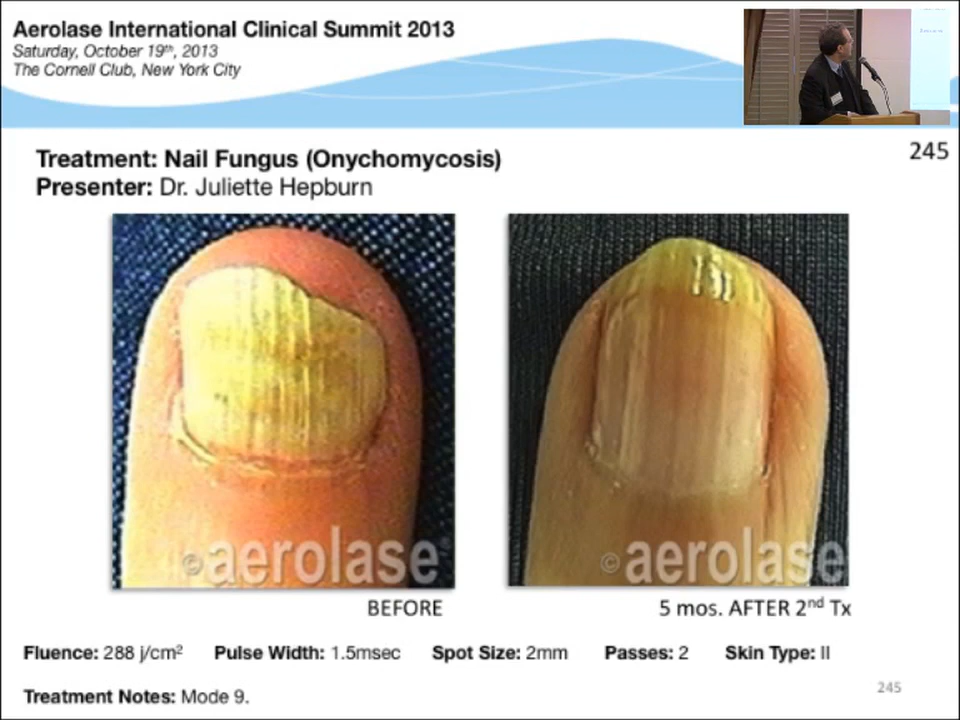 Aerolase International Clinical Summit 2013
Saturday, October 19th, 2013
The Cornell Club, New York City
245
Treatment: Nail Fungus (Onychomycosis)
Presenter: Dr. Juliette Hepburn
©aerolase
©aerolase
BEFORE
5 mos. AFTER 2nd Tx
Fluence: 288 j/cm² Pulse Width: 1.5msec Spot Size: 2mm Passes: 2 Skin Type: II
245
Treatment Notes: Mode 9.